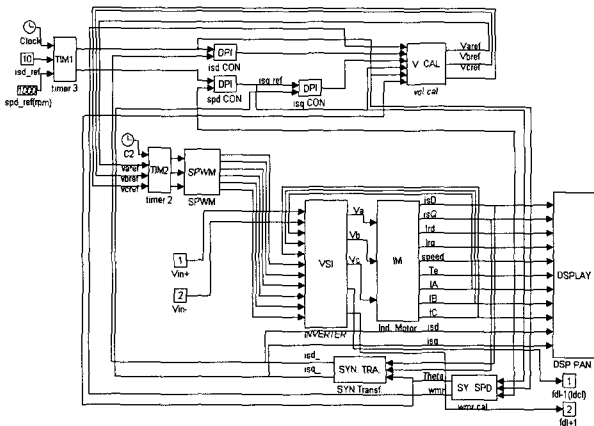 Clock
10
isd_ref
1000
spd_ref(rpm)
TIM1
timer 3
DPI
isd CON
DPI
spd CON
isq ref
DPI
isq CON
V CAL
vol cal
Varef
Vbref
Vcref
C2
varef
vbref
vcref
TIM2
timer 2
SPWM
SPWM
1
Vin+
2
Vin-
VSI
INVERTER
Va
Vb
Vc
IM
Ind. Motor
isD
isQ
Ird
Irq
speed
Te
IA
IB
IC
isd
isq
DSPLAY
DSP PAN
isd_
isq_
SYN. TRA.
SYN Transf
Theta
wmr
SY SPD
wmr cal
1
fdi-1(Idcf)
2
fdi+1